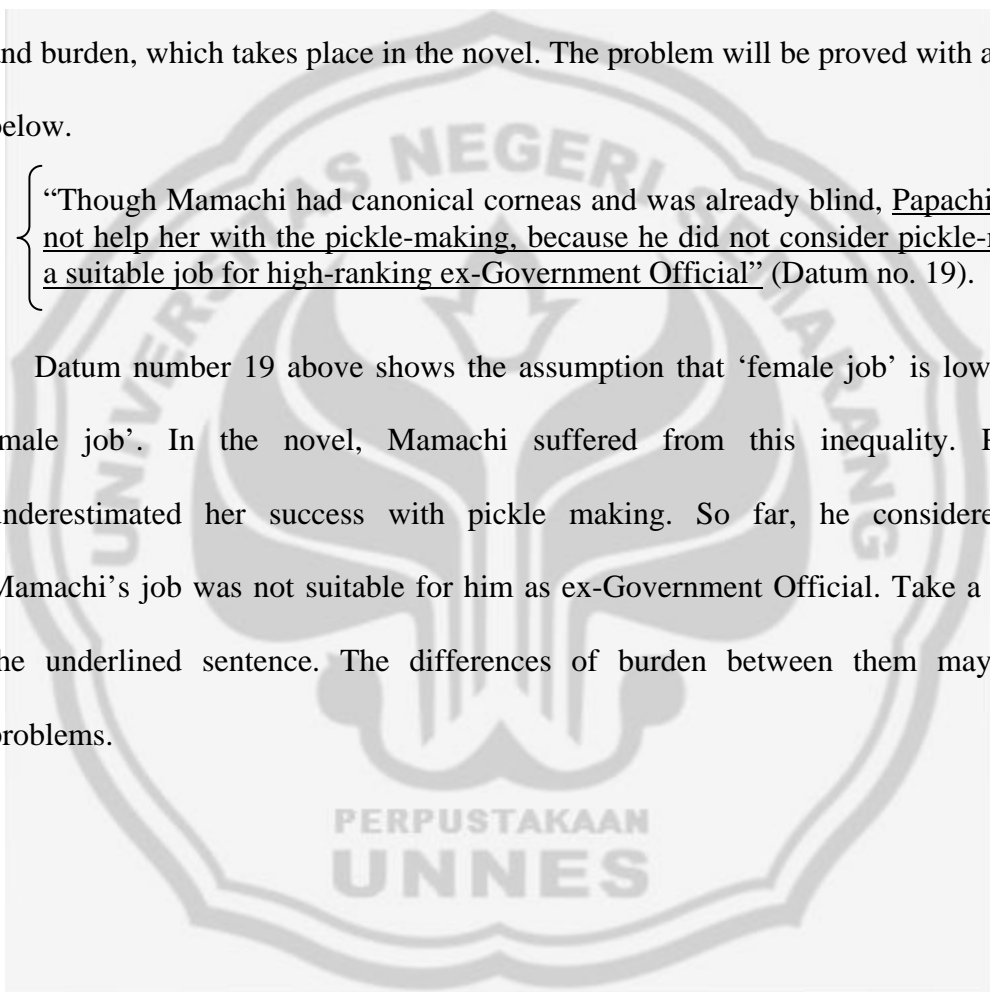 nd burden, which takes place in the novel. The problem will be proved with a
below.
“Though Mamachi had canonical corneas and was already blind, Papachi
not help her with the pickle-making, because he did not consider pickle-
a suitable job for high-ranking ex-Government Official” (Datum no. 19).
Datum number 19 above shows the assumption that ‘female job’ is low
male job’. In the novel, Mamachi suffered from this inequality.
underestimated her success with pickle making. So far, he considere
Mamachi’s job was not suitable for him as ex-Government Official. Take a
he underlined sentence. The differences of burden between them may
problems.
UNIVERSITAS NEGERI SEMARANG
PERPUSTAKAAN
UNNES